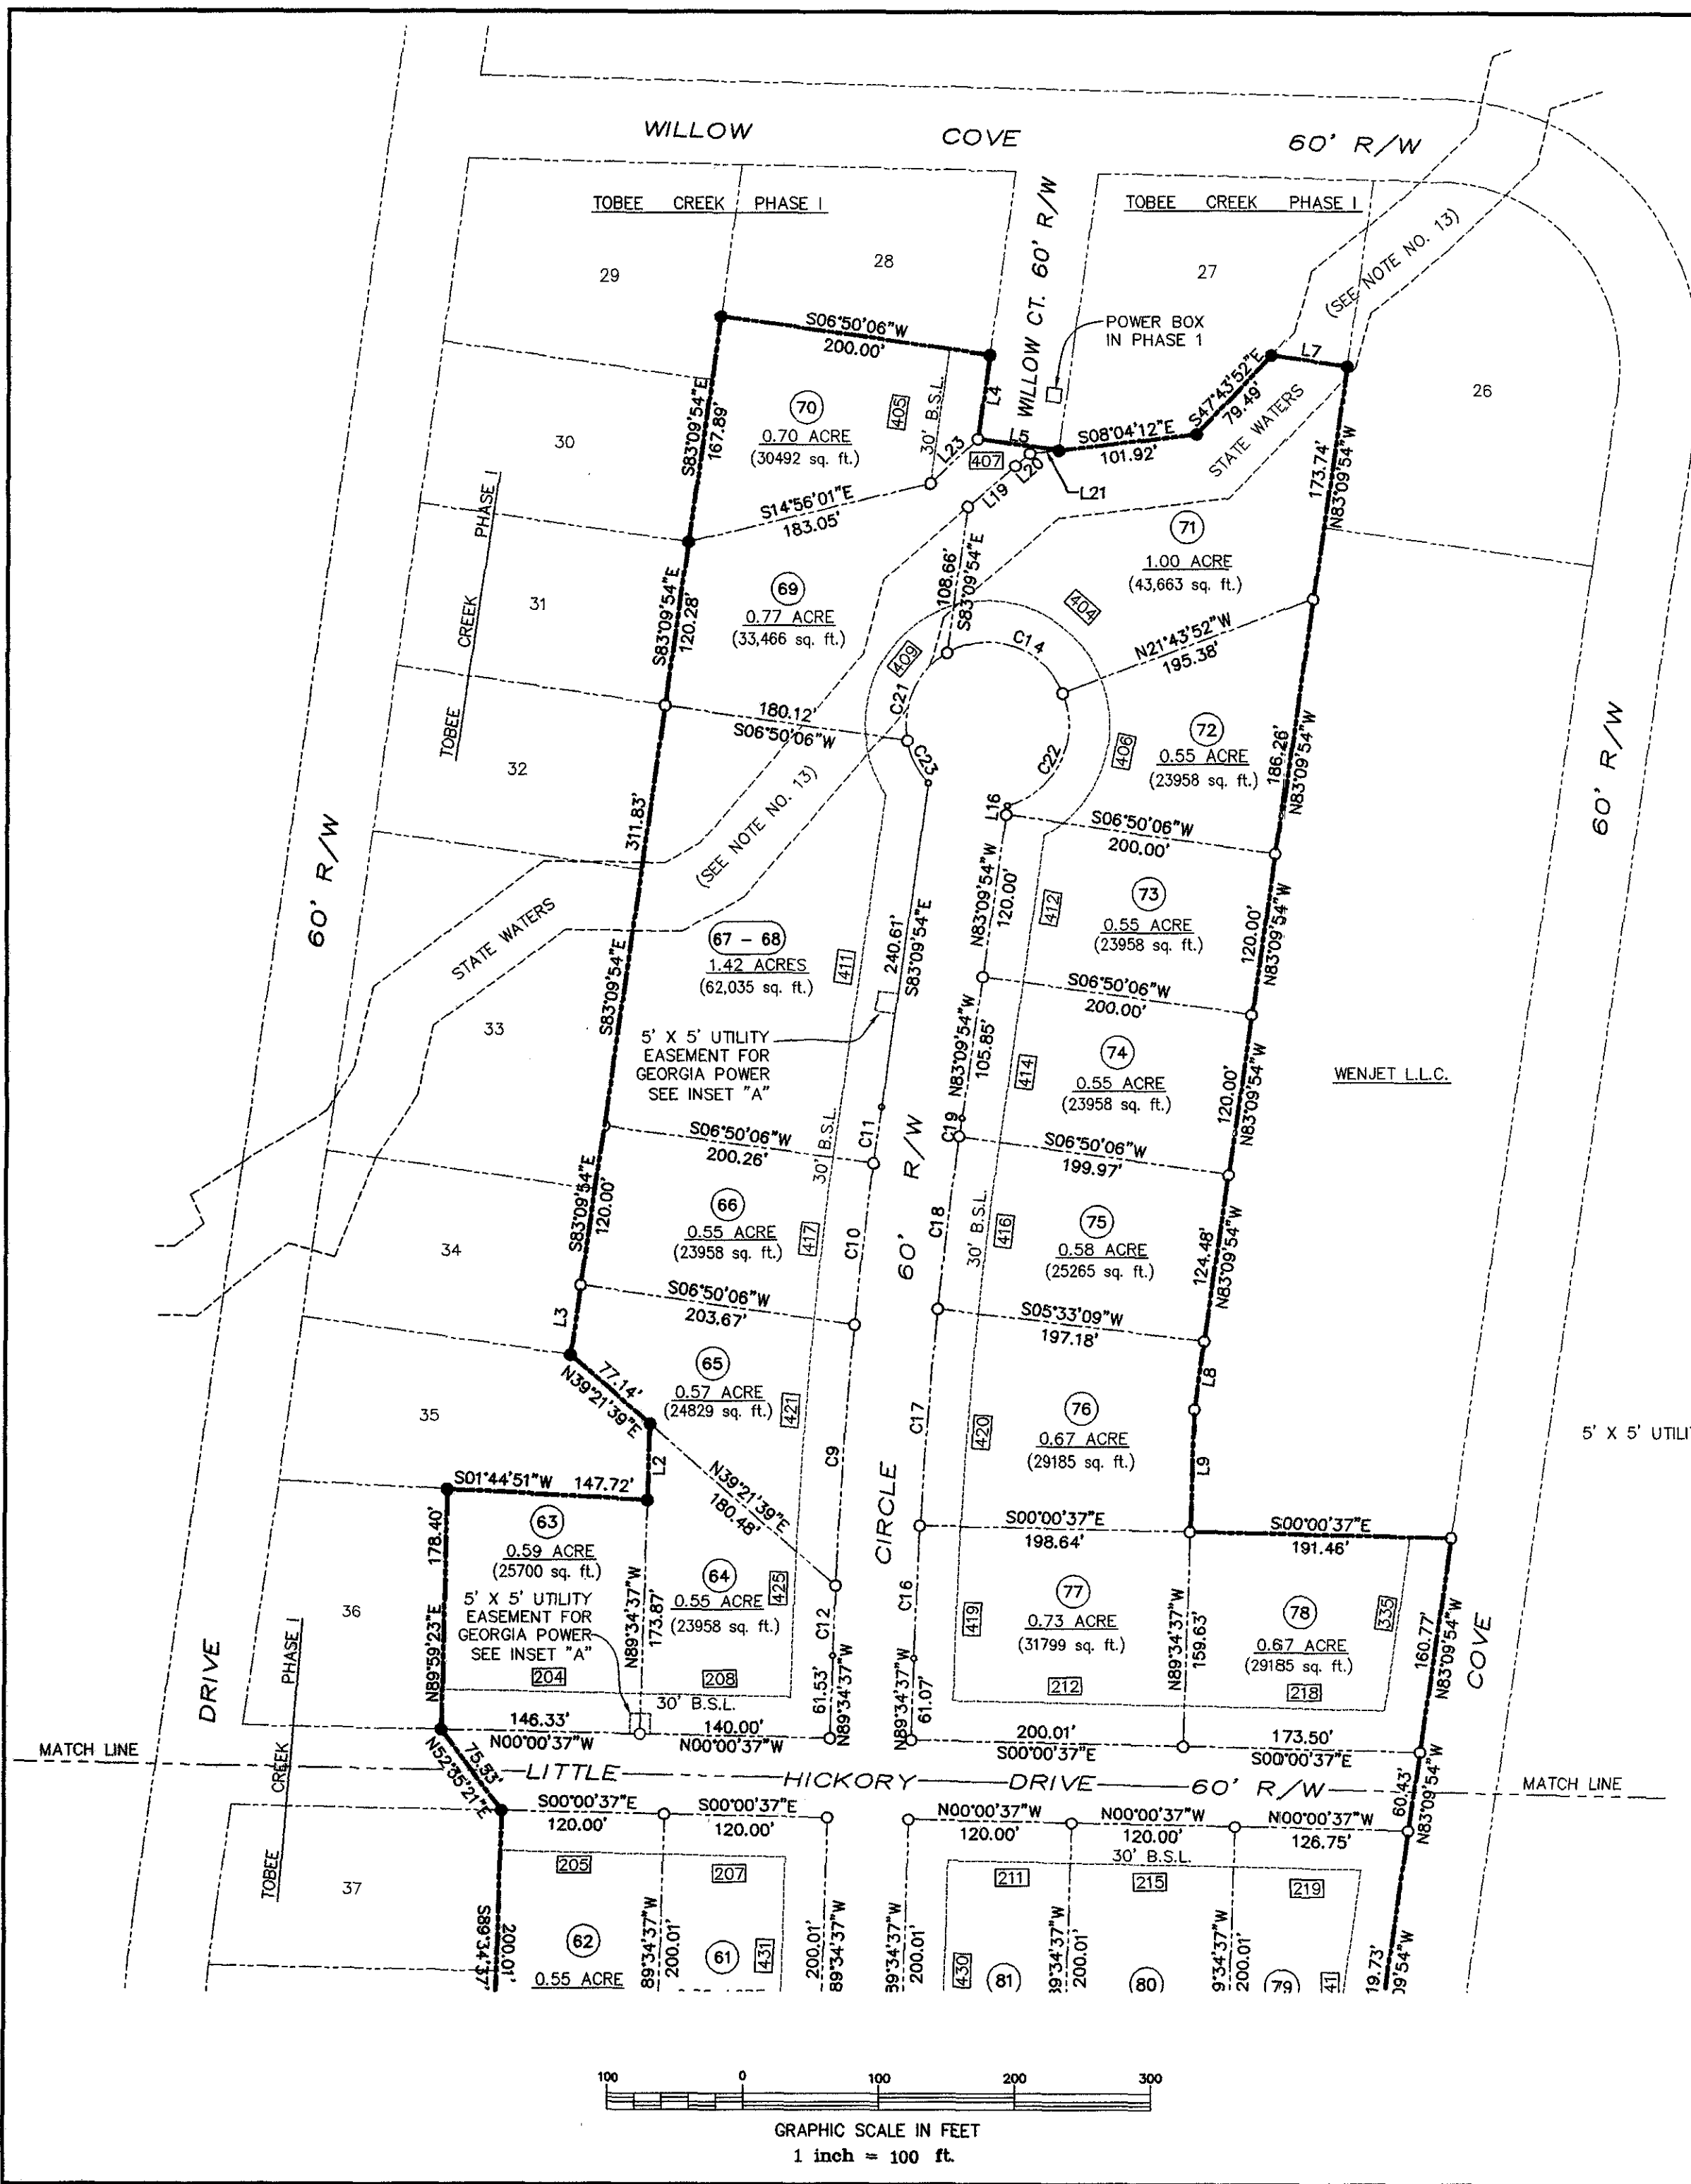 WILLOW COVE 60' R/W
TOBEE CREEK PHASE I
TOBEE CREEK PHASE I
WILLOW CT. 60' R/W
29
28
27
26
(SEE NOTE NO. 13)
POWER BOX
IN PHASE 1
S06°50'06"W
200.00'
L4
L5
L7
S47°43'52"E
79.49'
S08°04'12"E
101.92'
STATE WATERS
L23
407
L20
L19
L21
405
30' B.S.L.
70
0.70 ACRE
(30492 sq. ft.)
S83°09'54"E
167.89'
30
S14°56'01"E
183.05'
173.74'
N83°09'54"W
71
1.00 ACRE
(43,663 sq. ft.)
TOBEE CREEK PHASE I
31
S83°09'54"E
120.28'
69
0.77 ACRE
(33,466 sq. ft.)
108.66'
S83°09'54"E
404
C14
N21°43'52"W
195.38'
409
C21
180.12'
S06°50'06"W
32
C23
C22
406
72
0.55 ACRE
(23958 sq. ft.)
186.26'
N83°09'54"W
60' R/W
L16
S06°50'06"W
200.00'
311.83'
S83°09'54"E
(SEE NOTE NO. 13)
60' R/W
STATE WATERS
67 - 68
1.42 ACRES
(62,035 sq. ft.)
411
240.61'
S83°09'54"E
N83°09'54"W
120.00'
412
73
0.55 ACRE
(23958 sq. ft.)
120.00'
N83°09'54"W
S06°50'06"W
200.00'
33
5' X 5' UTILITY
EASEMENT FOR
GEORGIA POWER
SEE INSET "A"
N83°09'54"W
105.85'
414
74
0.55 ACRE
(23958 sq. ft.)
120.00'
N83°09'54"W
WENJET L.L.C.
S06°50'06"W
200.26'
30' B.S.L.
C11
C19
S06°50'06"W
199.97'
S83°09'54"E
120.00'
66
0.55 ACRE
(23958 sq. ft.)
417
C10
CIRCLE 60' R/W
C18
30' B.S.L.
416
75
0.58 ACRE
(25265 sq. ft.)
124.48'
N83°09'54"W
34
L3
S06°50'06"W
203.67'
S05°33'09"W
197.18'
77.14'
N39°21'39"E
65
0.57 ACRE
(24829 sq. ft.)
421
C9
C17
420
76
0.67 ACRE
(29185 sq. ft.)
L8
L9
35
5' X 5' UTILI
L2
N39°21'39"E
180.48'
S01°44'51"W 147.72'
178.40'
N89°59'23"E
63
0.59 ACRE
(25700 sq. ft.)
5' X 5' UTILITY
EASEMENT FOR
GEORGIA POWER
SEE INSET "A"
204
N89°34'37"W
173.87'
64
0.55 ACRE
(23958 sq. ft.)
425
208
30' B.S.L.
C12
61.53'
N89°34'37"W
C16
N89°34'37"W
61.07'
S00°00'37"E
198.64'
S00°00'37"E
191.46'
419
77
0.73 ACRE
(31799 sq. ft.)
212
N89°34'37"W
159.63'
78
0.67 ACRE
(29185 sq. ft.)
335
218
160.77'
N83°09'54"W
COVE
36
TOBEE CREEK PHASE I
DRIVE
146.33'
N00°00'37"W
140.00'
N00°00'37"W
200.01'
S00°00'37"E
173.50'
S00°00'37"E
MATCH LINE
75.53'
N52°35'21"E
LITTLE HICKORY DRIVE 60' R/W
60.43'
N83°09'54"W
MATCH LINE
S00°00'37"E
120.00'
S00°00'37"E
120.00'
N00°00'37"W
120.00'
N00°00'37"W
120.00'
N00°00'37"W
126.75'
30' B.S.L.
205
207
211
215
219
37
S89°34'37"
200.01'
62
0.55 ACRE
89°34'37"W
200.01'
61
431
200.01'
89°34'37"W
89°34'37"W
200.01'
430
81
39°34'37"W
200.01'
80
9°34'37"W
200.01'
79
41
19.73'
09'54"W
100 0 100 200 300
GRAPHIC SCALE IN FEET
1 inch = 100 ft.